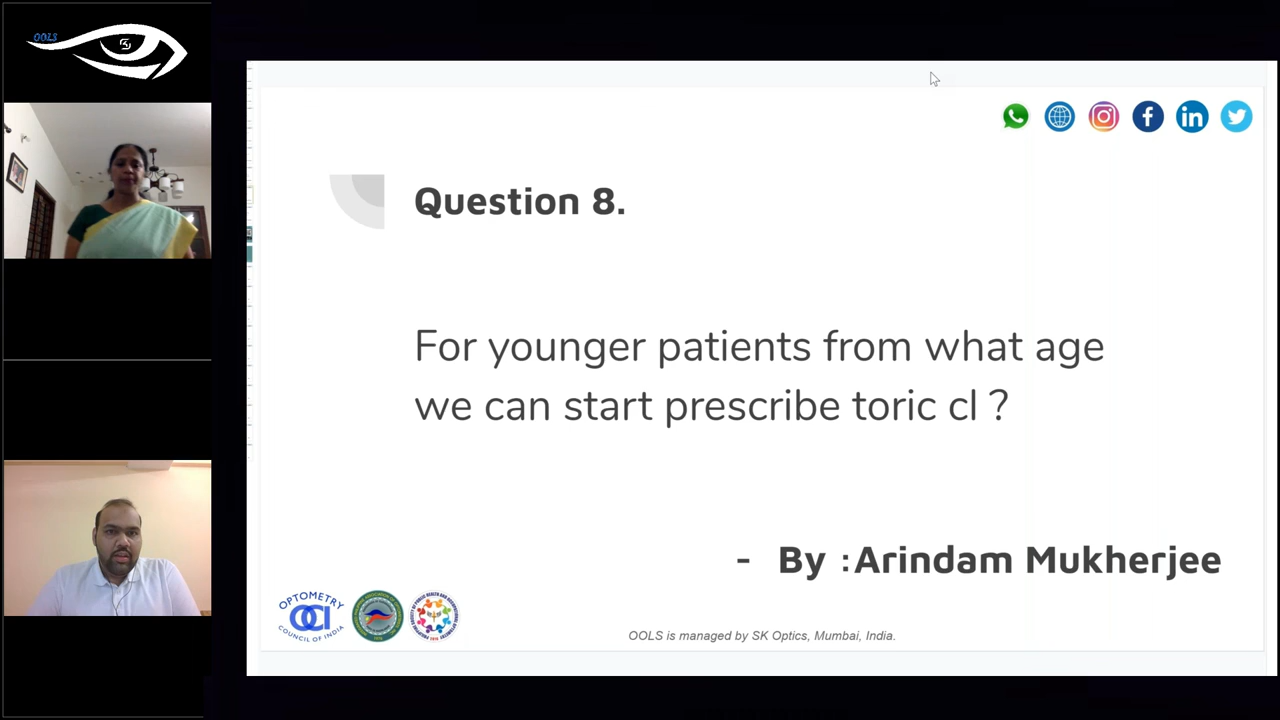 OOLS
Question 8.
For younger patients from what age
we can start prescribe toric cl ?
- By :Arindam Mukherjee
OPTOMETRY
OCI
COUNCIL OF INDIA
OOLS is managed by SK Optics, Mumbai, India.